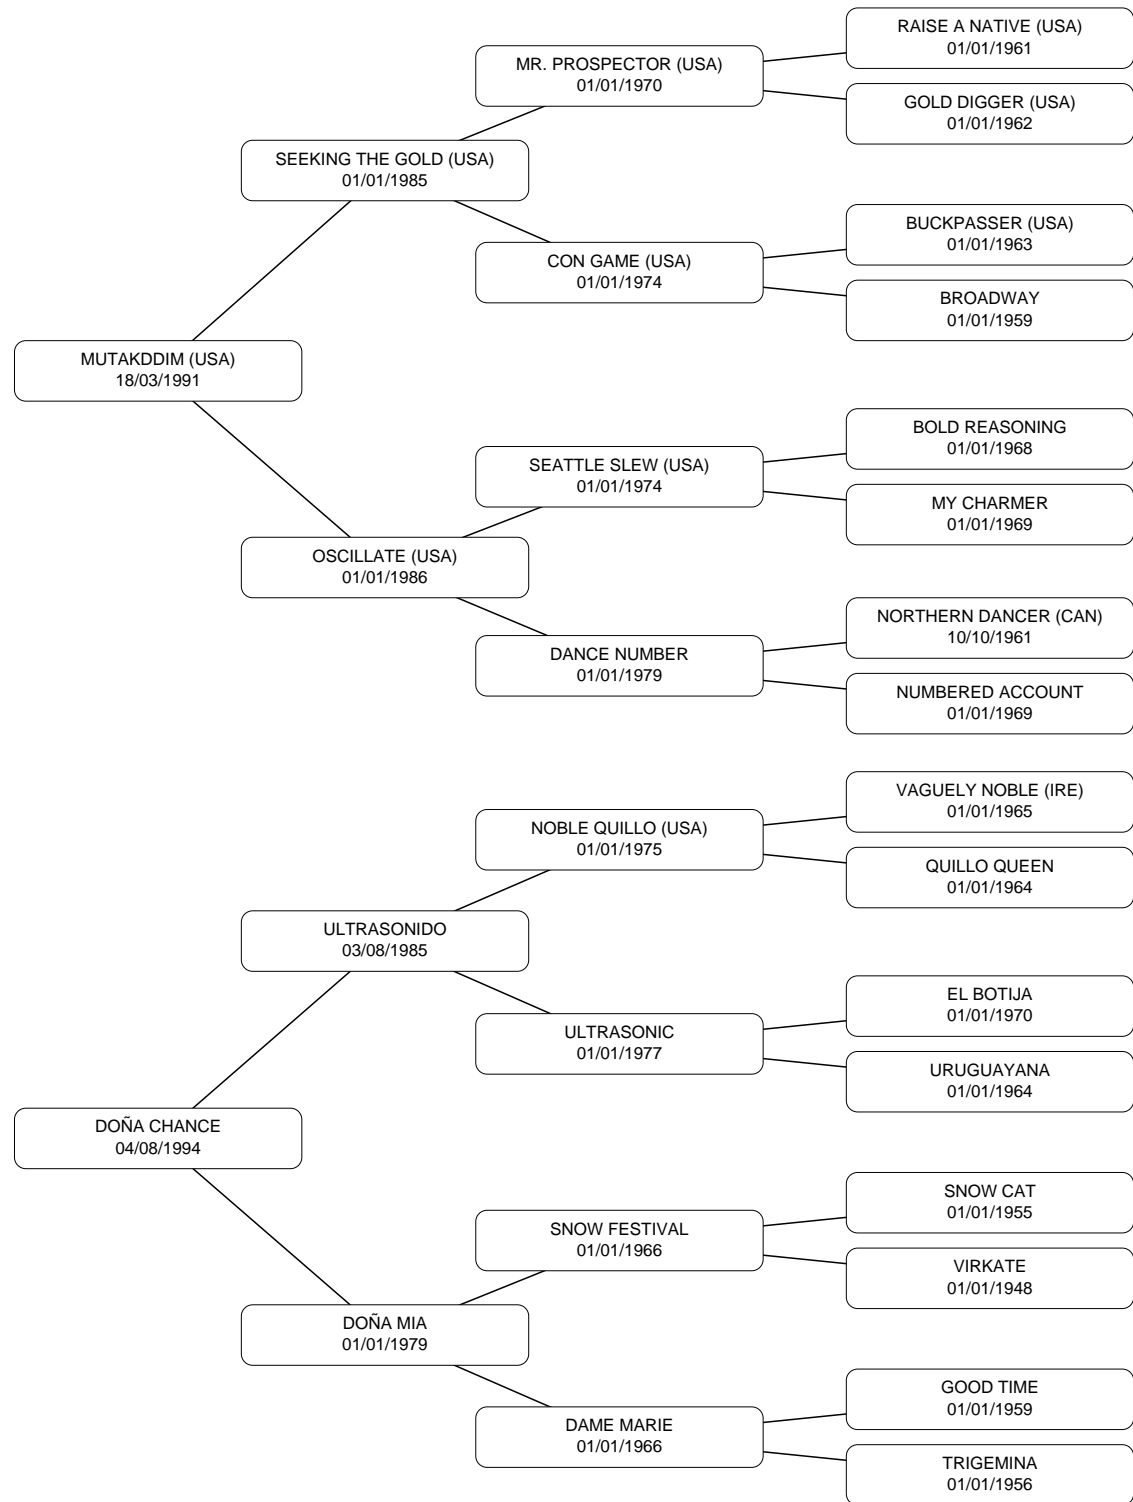 RAISE A NATIVE (USA)
01/01/1961
MR. PROSPECTOR (USA)
01/01/1970
GOLD DIGGER (USA)
01/01/1962
SEEKING THE GOLD (USA)
01/01/1985
BUCKPASSER (USA)
01/01/1963
CON GAME (USA)
01/01/1974
BROADWAY
01/01/1959
MUTAKDDIM (USA)
18/03/1991
BOLD REASONING
01/01/1968
SEATTLE SLEW (USA)
01/01/1974
MY CHARMER
01/01/1969
OSCILLATE (USA)
01/01/1986
NORTHERN DANCER (CAN)
10/10/1961
DANCE NUMBER
01/01/1979
NUMBERED ACCOUNT
01/01/1969
VAGUELY NOBLE (IRE)
01/01/1965
NOBLE QUILLO (USA)
01/01/1975
QUILLO QUEEN
01/01/1964
ULTRASONIDO
03/08/1985
EL BOTIJA
01/01/1970
ULTRASONIC
01/01/1977
URUGUAYANA
01/01/1964
DOÑA CHANCE
04/08/1994
SNOW CAT
01/01/1955
SNOW FESTIVAL
01/01/1966
VIRKATE
01/01/1948
DOÑA MIA
01/01/1979
GOOD TIME
01/01/1959
DAME MARIE
01/01/1966
TRIGEMINA
01/01/1956